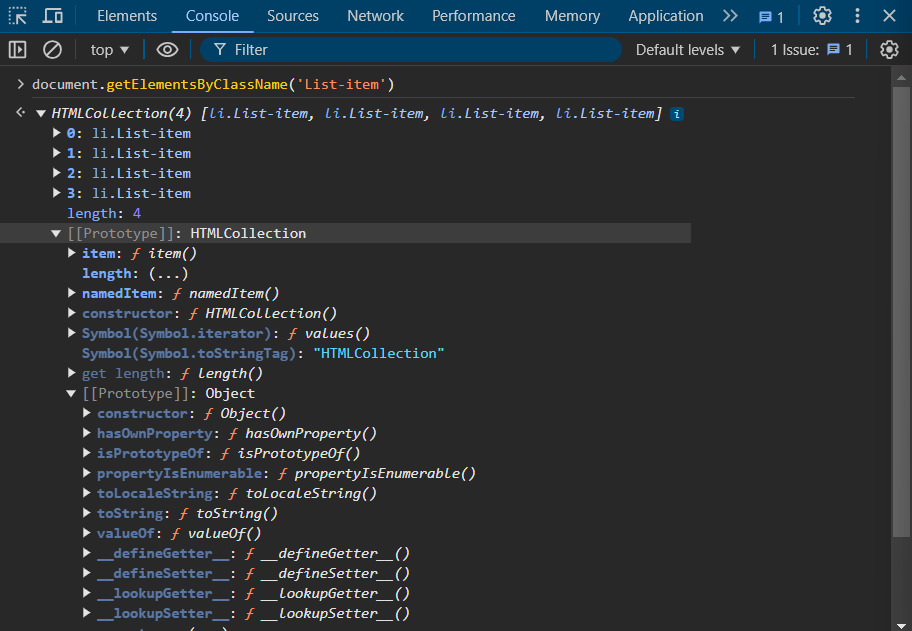 Elements Console Sources Network Performance Memory Application 1
top Filter Default levels 1 Issue: 1
document.getElementsByClassName('List-item')
HTMLCollection(4) [li.List-item, li.List-item, li.List-item, li.List-item] i
0: li.List-item
1: li.List-item
2: li.List-item
3: li.List-item
length: 4
[[Prototype]]: HTMLCollection
item: ƒ item()
length: (...)
namedItem: ƒ namedItem()
constructor: ƒ HTMLCollection()
Symbol(Symbol.iterator): ƒ values()
Symbol(Symbol.toStringTag): "HTMLCollection"
get length: ƒ length()
[[Prototype]]: Object
constructor: ƒ Object()
hasOwnProperty: ƒ hasOwnProperty()
isPrototypeOf: ƒ isPrototypeOf()
propertyIsEnumerable: ƒ propertyIsEnumerable()
toLocaleString: ƒ toLocaleString()
toString: ƒ toString()
valueOf: ƒ valueOf()
__defineGetter__: ƒ __defineGetter__()
__defineSetter__: ƒ __defineSetter__()
__lookupGetter__: ƒ __lookupGetter__()
__lookupSetter__: ƒ __lookupSetter__()